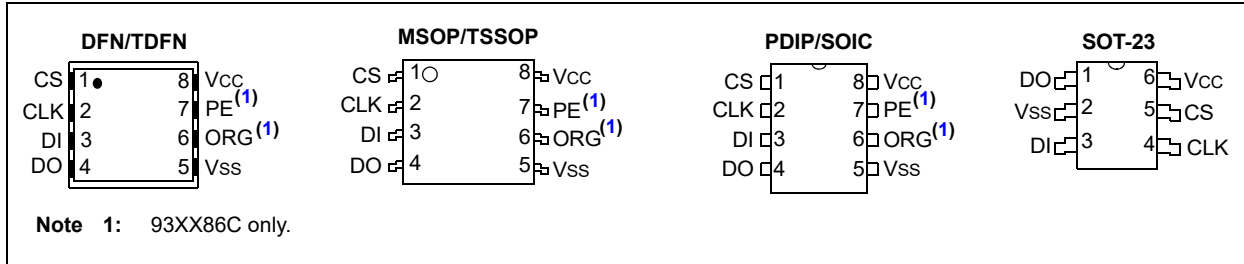 DFN/TDFN
CS 1 8 VCC
CLK 2 7 PE(1)
DI 3 6 ORG(1)
DO 4 5 VSS
MSOP/TSSOP
CS 1 8 VCC
CLK 2 7 PE(1)
DI 3 6 ORG(1)
DO 4 5 VSS
PDIP/SOIC
CS 1 8 VCC
CLK 2 7 PE(1)
DI 3 6 ORG(1)
DO 4 5 VSS
SOT-23
DO 1 6 VCC
VSS 2 5 CS
DI 3 4 CLK
Note 1: 93XX86C only.